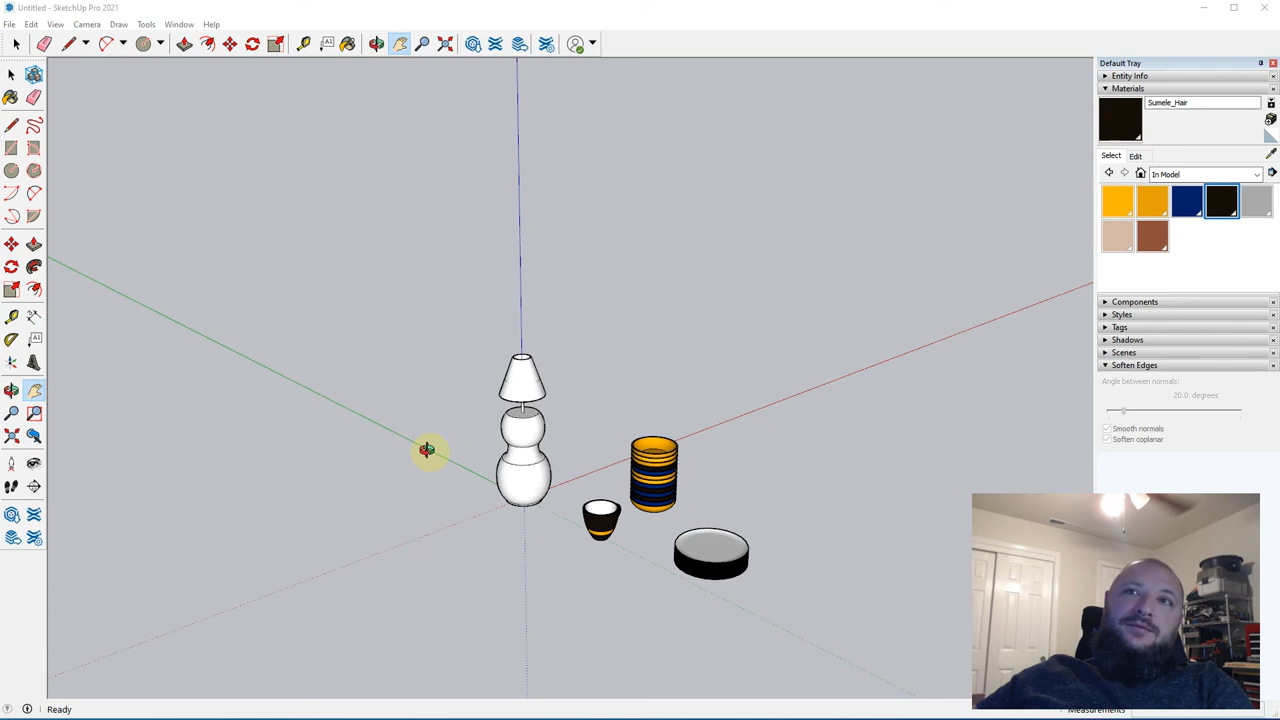 Untitled - SketchUp Pro 2021
File Edit View Camera Draw Tools Window Help
Default Tray
Entity Info
Materials
Sumele_Hair
Select Edit
In Model
Components
Styles
Tags
Shadows
Scenes
Soften Edges
Angle between normals:
20.0 degrees
Smooth normals
Soften coplanar
Ready
Measurements